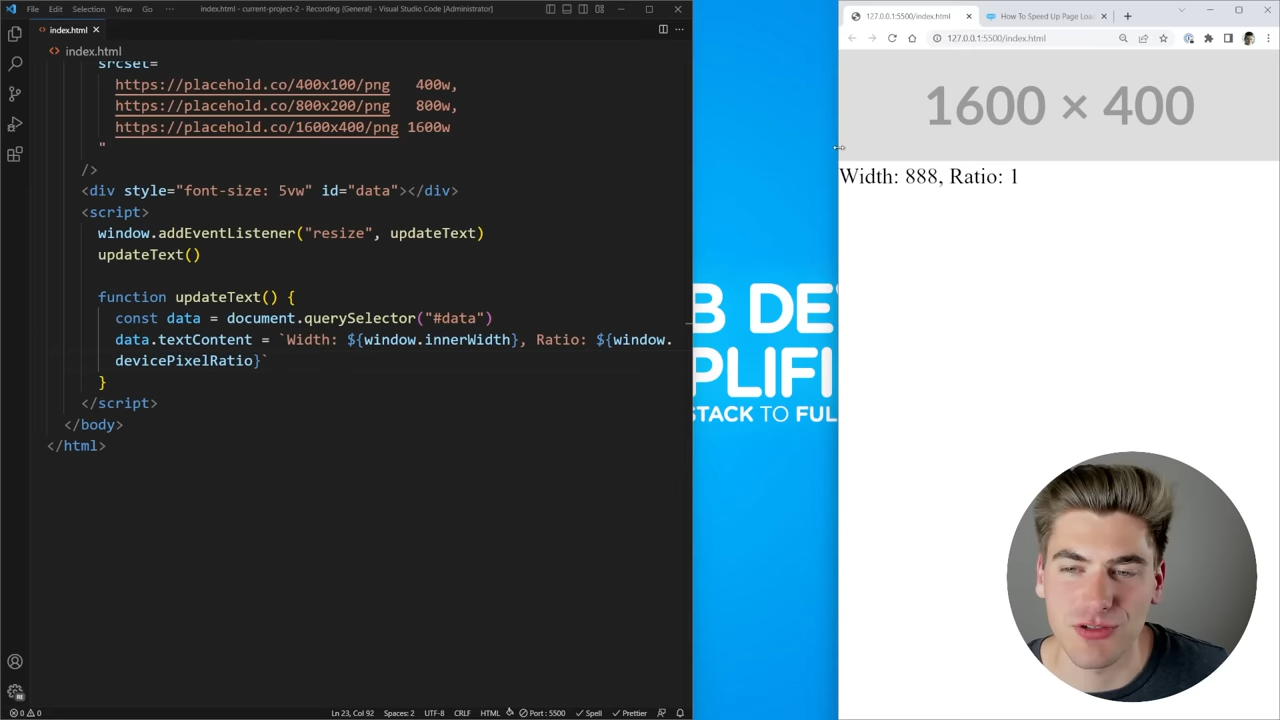 File Edit Selection View Go ··· index.html - current-project-2 - Recording (General) - Visual Studio Code [Administrator]
index.html
index.html
srcset="
https://placehold.co/400x100/png 400w,
https://placehold.co/800x200/png 800w,
https://placehold.co/1600x400/png 1600w
"
/>
<div style="font-size: 5vw" id="data"></div>
<script>
window.addEventListener("resize", updateText)
updateText()
function updateText() {
const data = document.querySelector("#data")
data.textContent = `Width: ${window.innerWidth}, Ratio: ${window.
devicePixelRatio}`
}
</script>
</body>
</html>
0 0 Ln 23, Col 92 Spaces: 2 UTF-8 CRLF HTML Port : 5500 Spell Prettier
B DE
PLIFI
STACK TO FUL
127.0.0.1:5500/index.html
How To Speed Up Page Loa
127.0.0.1:5500/index.html
1600 × 400
Width: 888, Ratio: 1